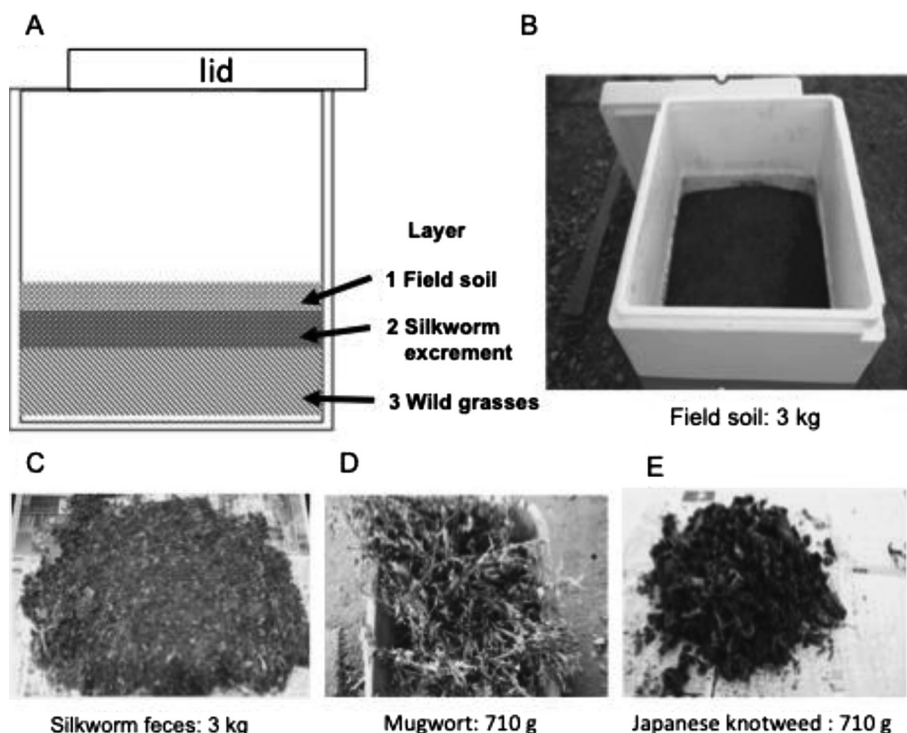 A
lid
Layer
1 Field soil
2 Silkworm
excrement
3 Wild grasses
B
Field soil: 3 kg
C
Silkworm feces: 3 kg
D
Mugwort: 710 g
E
Japanese knotweed : 710 g